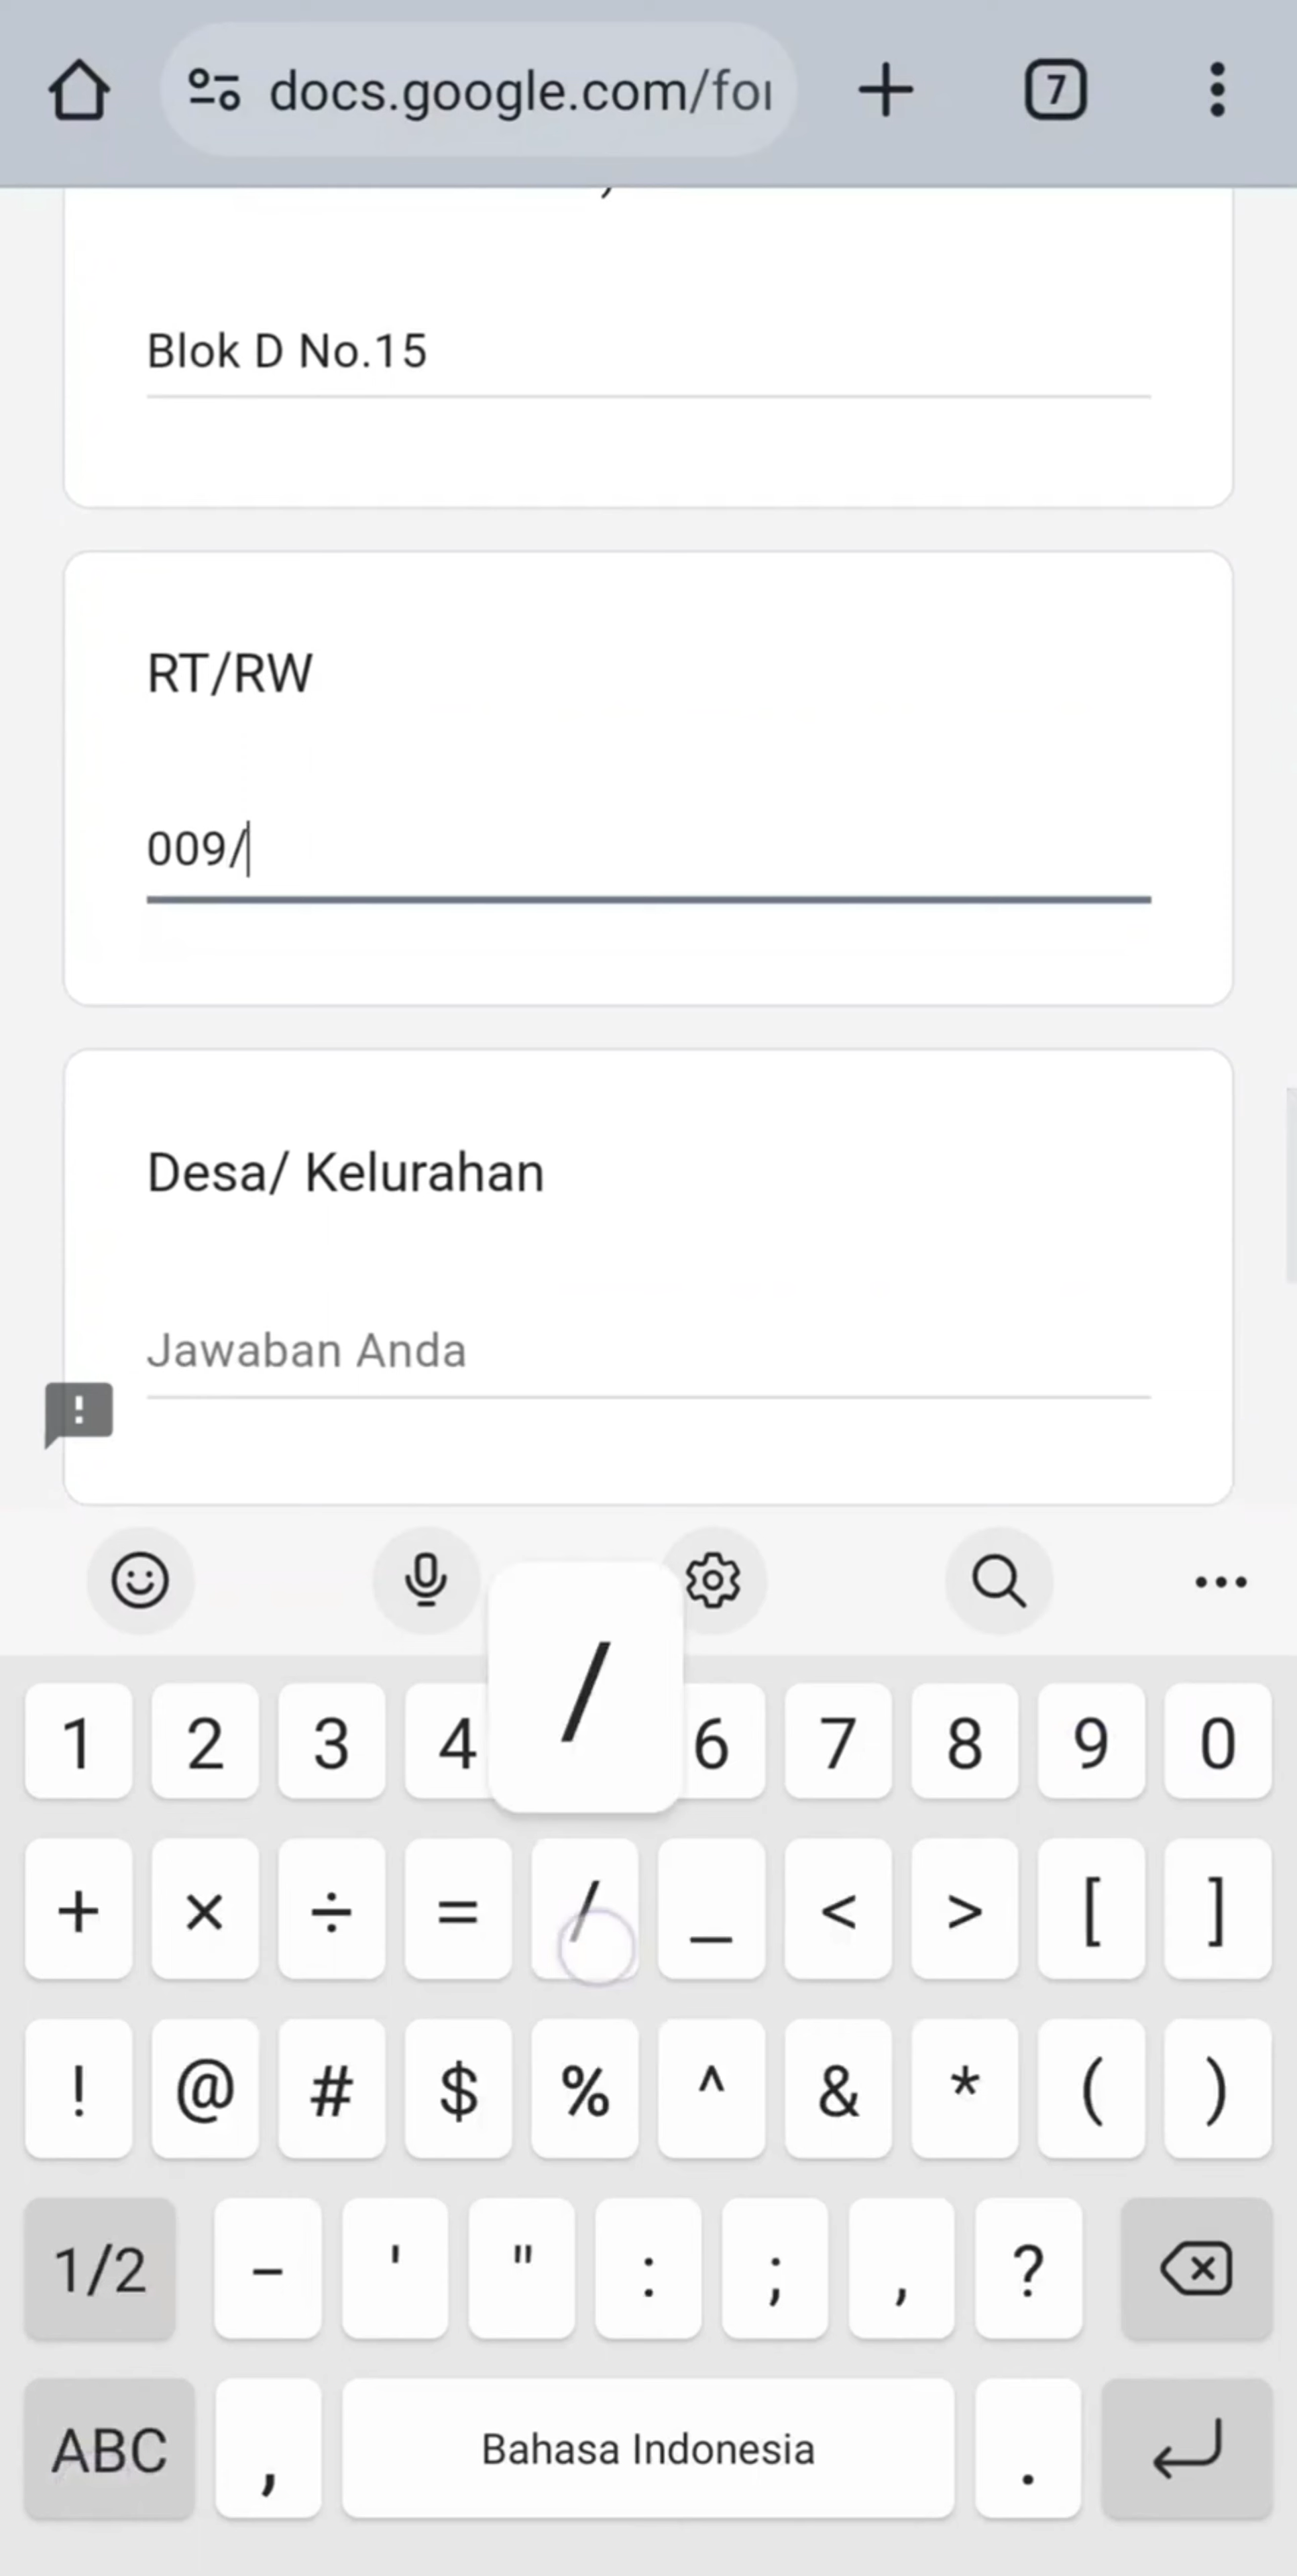 docs.google.com/for
7
Blok D No.15
RT/RW
009/
Desa/ Kelurahan
Jawaban Anda
!
/
1 2 3 4 6 7 8 9 0
+ × ÷ = / _ < > [ ]
! @ # $ % ^ & * ( )
1/2 - ' " : ; , ?
ABC , Bahasa Indonesia .